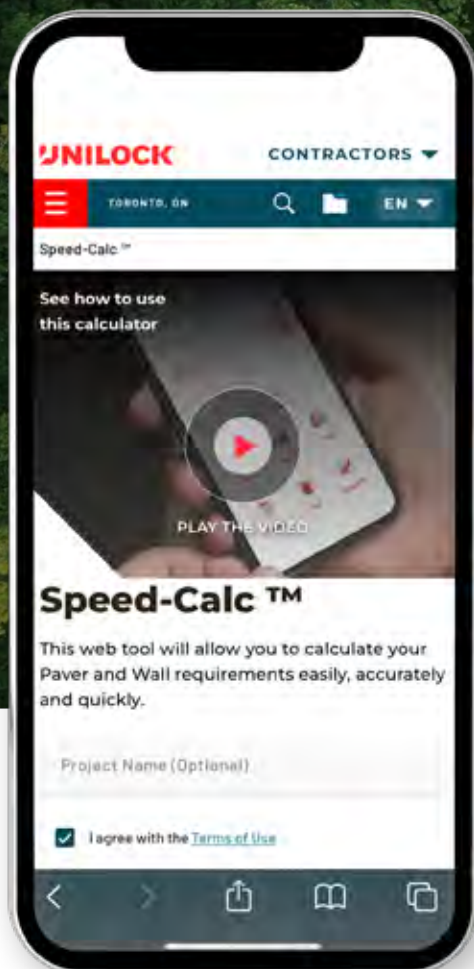 UNILOCK
CONTRACTORS
TORONTO, ON
EN
Speed-Calc ™
See how to use
this calculator
PLAY THE VIDEO
Speed-Calc ™
This web tool will allow you to calculate your
Paver and Wall requirements easily, accurately
and quickly.
Project Name (Optional)
I agree with the Terms of Use